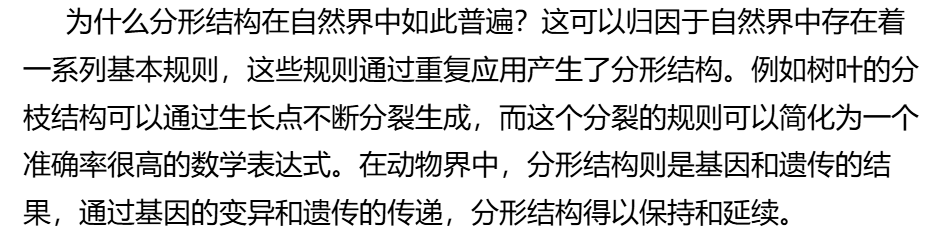 为什么分形结构在自然界中如此普遍？这可以归因于自然界中存在着
一系列基本规则，这些规则通过重复应用产生了分形结构。例如树叶的分
枝结构可以通过生长点不断分裂生成，而这个分裂的规则可以简化为一个
准确率很高的数学表达式。在动物界中，分形结构则是基因和遗传的结
果，通过基因的变异和遗传的传递，分形结构得以保持和延续。